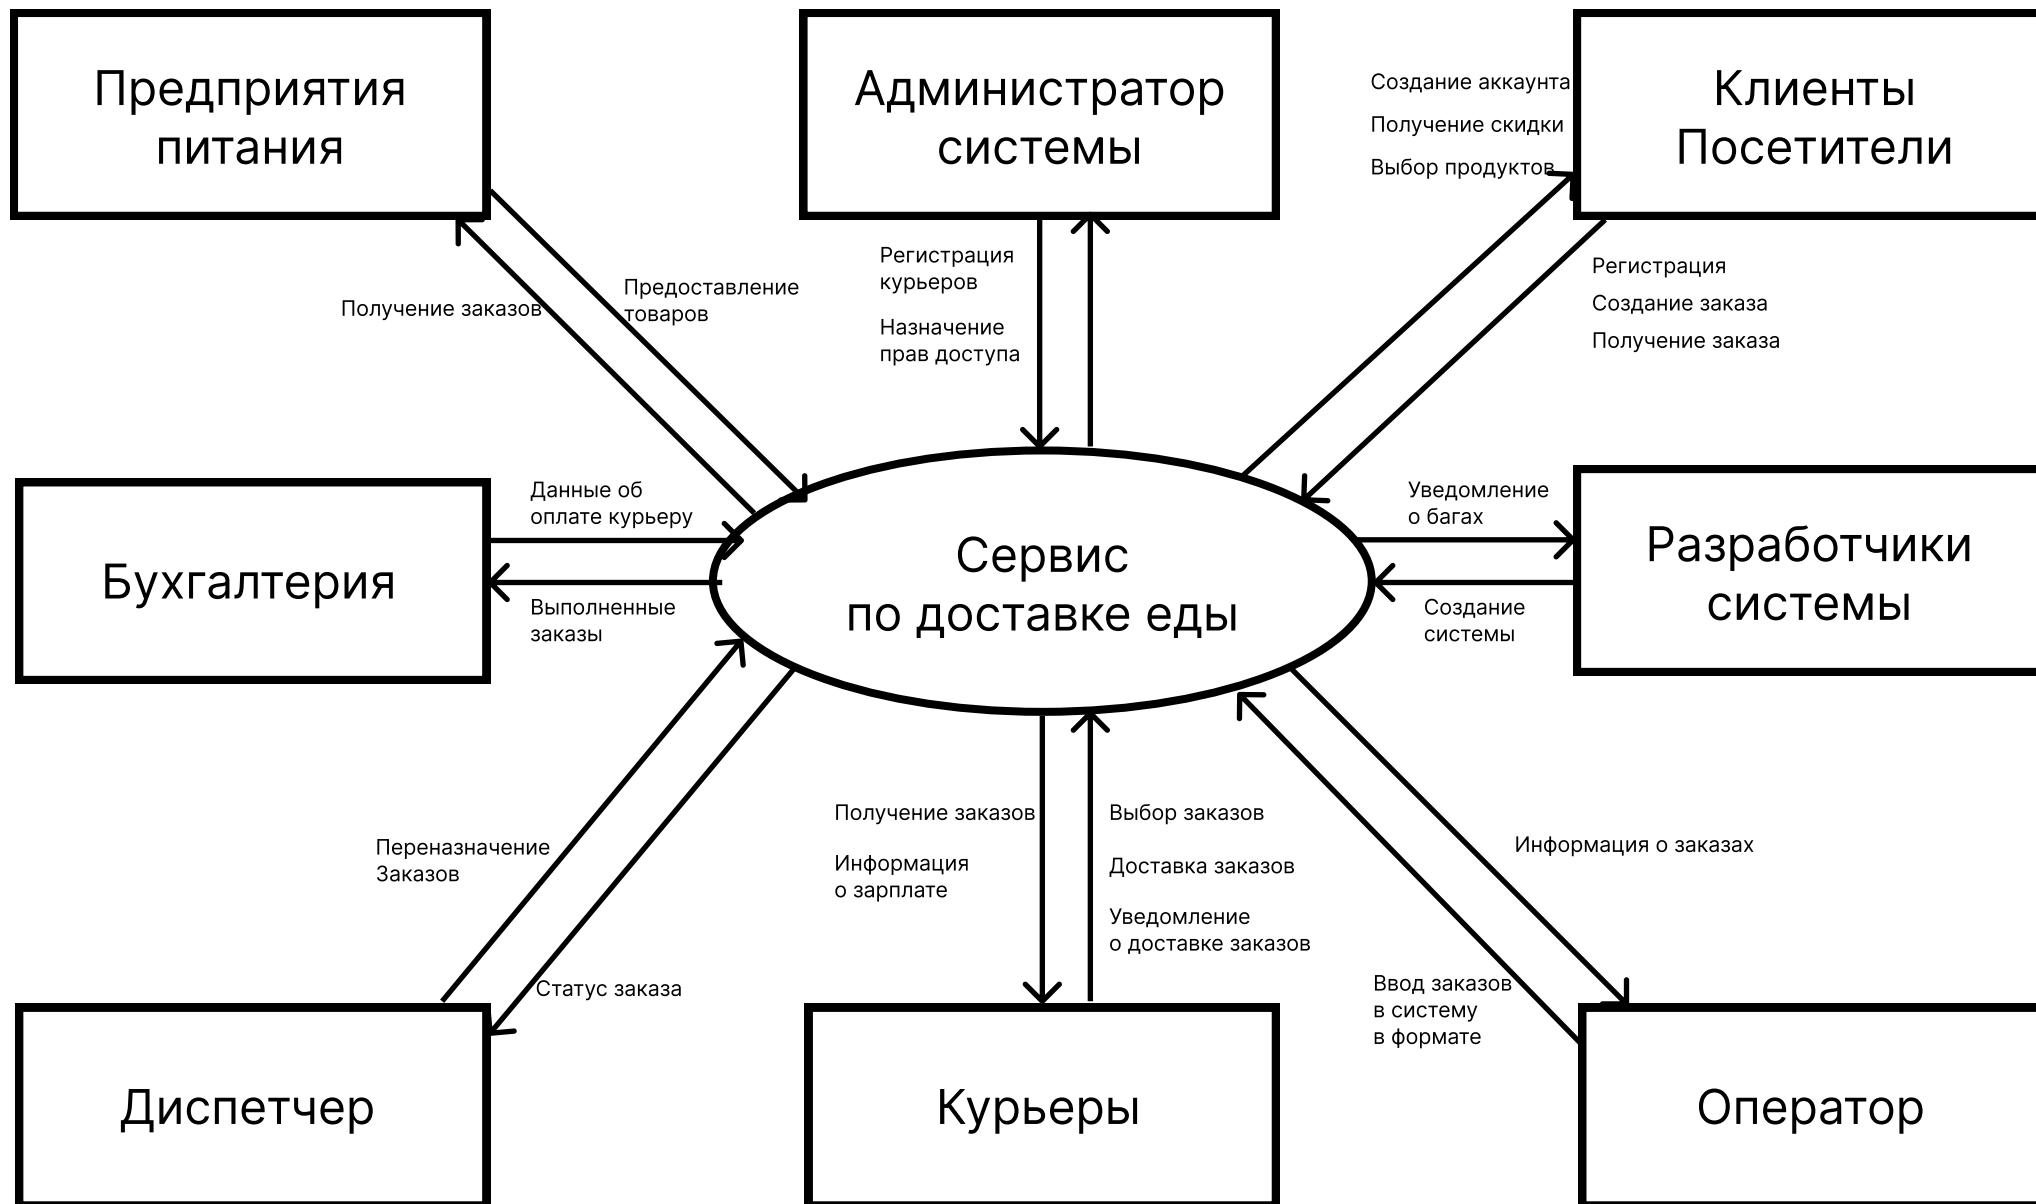 Предприятия
питания
Администратор
системы
Создание аккаунта
Получение скидки
Выбор продуктов
Клиенты
Посетители
Получение заказов
Предоставление
товаров
Регистрация
курьеров
Назначение
прав доступа
Регистрация
Создание заказа
Получение заказа
Бухгалтерия
Данные об
оплате курьеру
Выполненные
заказы
Сервис
по доставке еды
Уведомление
о багах
Создание
системы
Разработчики
системы
Переназначение
Заказов
Статус заказа
Получение заказов
Информация
о зарплате
Выбор заказов
Доставка заказов
Уведомление
о доставке заказов
Информация о заказах
Ввод заказов
в систему
в формате
Диспетчер
Курьеры
Оператор